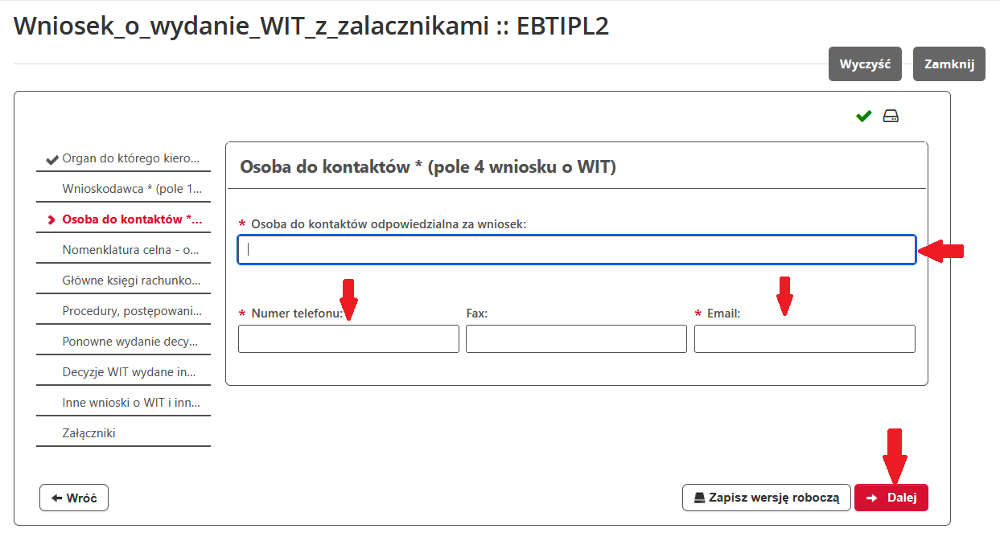 Wniosek_o_wydanie_WIT_z_zalacznikami :: EBTIPL2
Wyczyść
Zamknij
Organ do którego kiero...
Wnioskodawca * (pole 1...
Osoba do kontaktów *...
Nomenklatura celna - o...
Główne księgi rachunko...
Procedury, postępowani...
Ponowne wydanie decy...
Decyzje WIT wydane in...
Inne wnioski o WIT i inn...
Załączniki
Osoba do kontaktów * (pole 4 wniosku o WIT)
* Osoba do kontaktów odpowiedzialna za wniosek:
* Numer telefonu:
Fax:
* Email:
Wróć
Zapisz wersję roboczą
Dalej